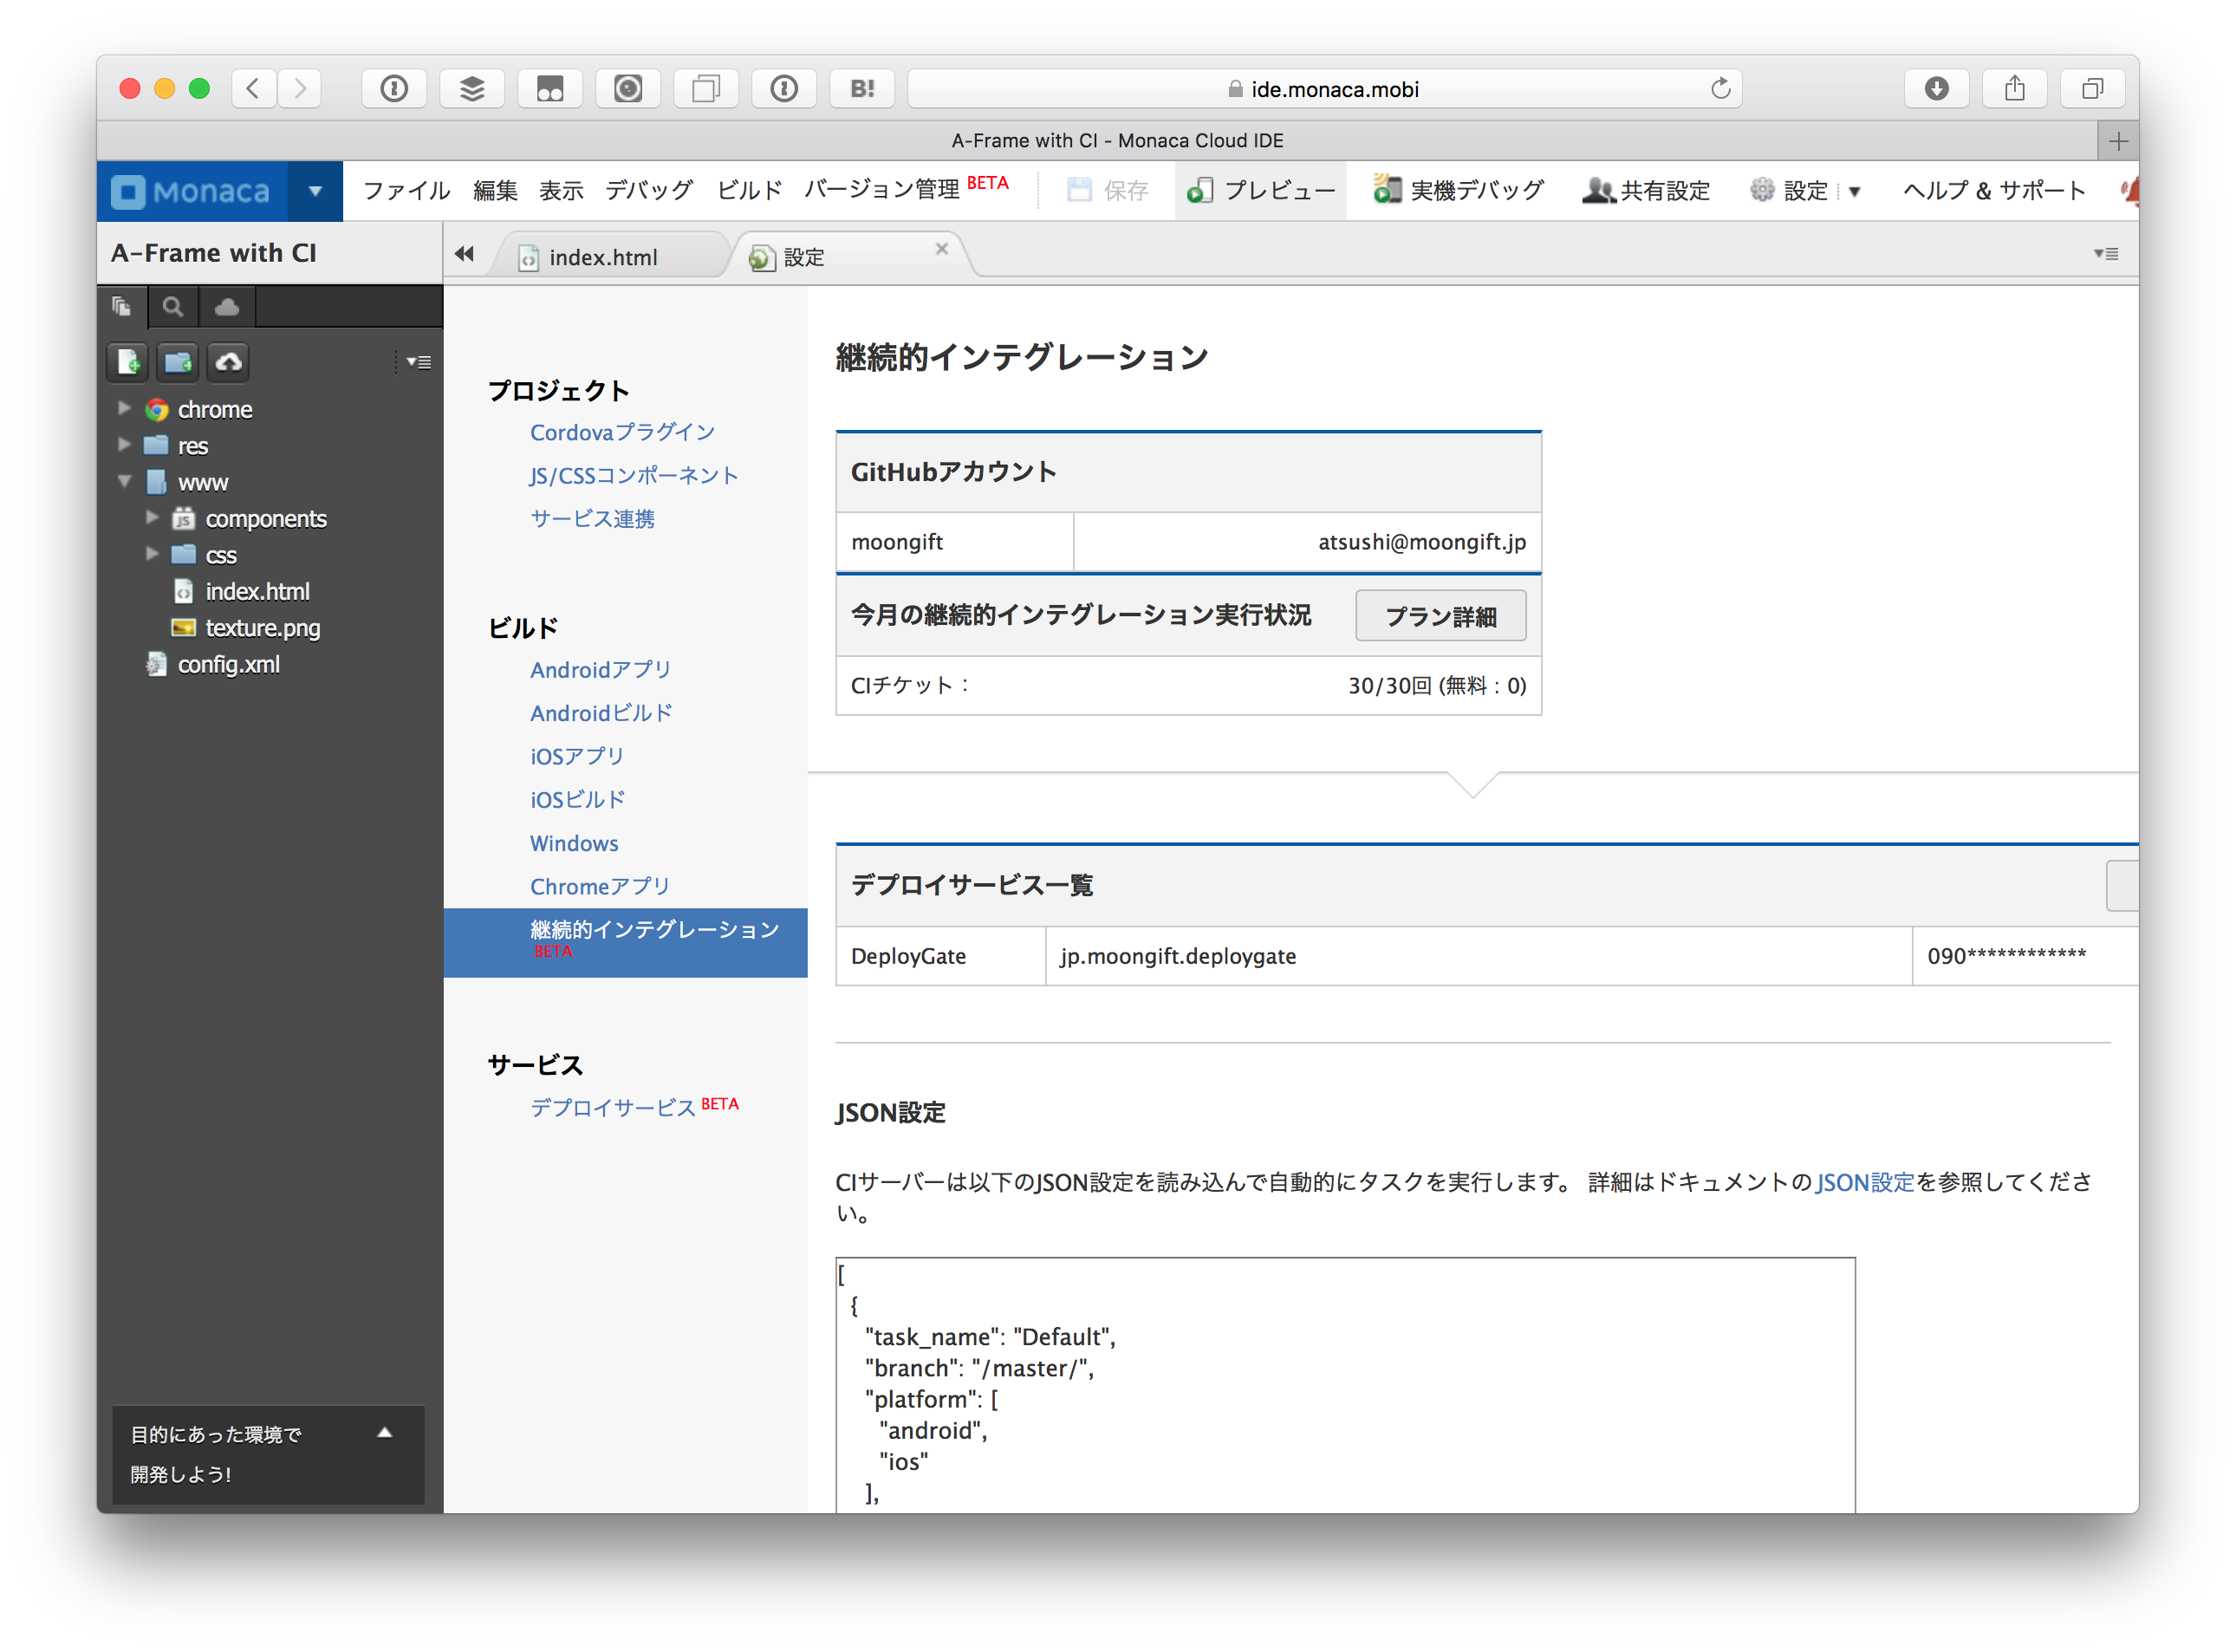 B!
ide.monaca.mobi
A-Frame with CI - Monaca Cloud IDE
Monaca
ファイル 編集 表示 デバッグ ビルド バージョン管理 BETA 保存 プレビュー 実機デバッグ 共有設定 設定 ヘルプ & サポート
A-Frame with CI
index.html
設定
chrome
res
www
components
css
index.html
texture.png
config.xml
目的にあった環境で
開発しよう!
プロジェクト
Cordovaプラグイン
JS/CSSコンポーネント
サービス連携
ビルド
Androidアプリ
Androidビルド
iOSアプリ
iOSビルド
Windows
Chromeアプリ
継続的インテグレーション
BETA
サービス
デプロイサービス BETA
継続的インテグレーション
GitHubアカウント
moongift atsushi@moongift.jp
今月の継続的インテグレーション実行状況 プラン詳細
CIチケット： 30/30回 (無料 : 0)
デプロイサービス一覧
DeployGate jp.moongift.deploygate 090************
JSON設定
CIサーバーは以下のJSON設定を読み込んで自動的にタスクを実行します。 詳細はドキュメントのJSON設定を参照してくださ
い。
[
{
"task_name": "Default",
"branch": "/master/",
"platform": [
"android",
"ios"
],